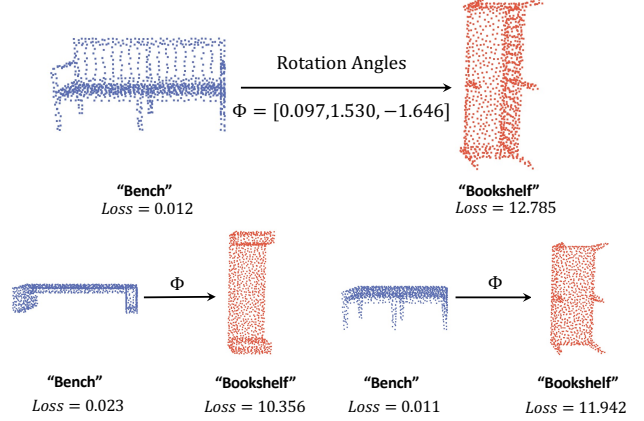 Rotation Angles
Φ = [0.097,1.530, −1.646]
“Bench”
Loss = 0.012
“Bookshelf”
Loss = 12.785
Φ
Φ
“Bench”
Loss = 0.023
“Bookshelf”
Loss = 10.356
“Bench”
Loss = 0.011
“Bookshelf”
Loss = 11.942